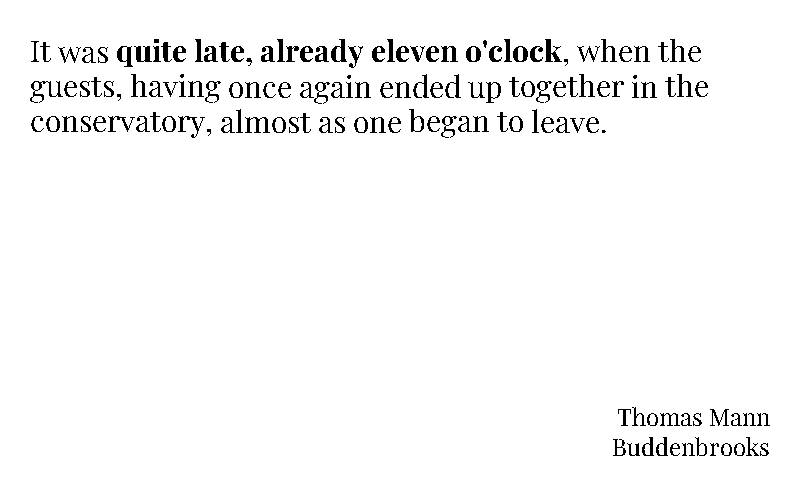 It was quite late, already eleven o'clock, when the
guests, having once again ended up together in the
conservatory, almost as one began to leave.
Thomas Mann
Buddenbrooks